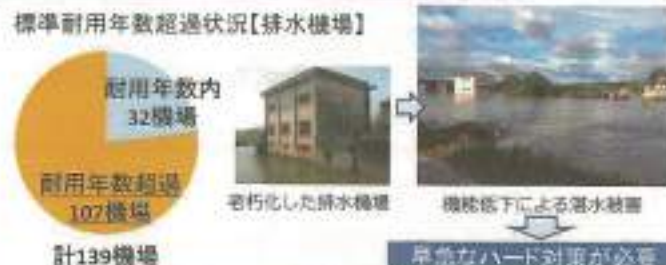 標準耐用年数超過状況【排水機場】
耐用年数内
32機場
耐用年数超過
107機場
計139機場
老朽化した排水機場
機能低下による湛水被害
早急なハード対策が必要